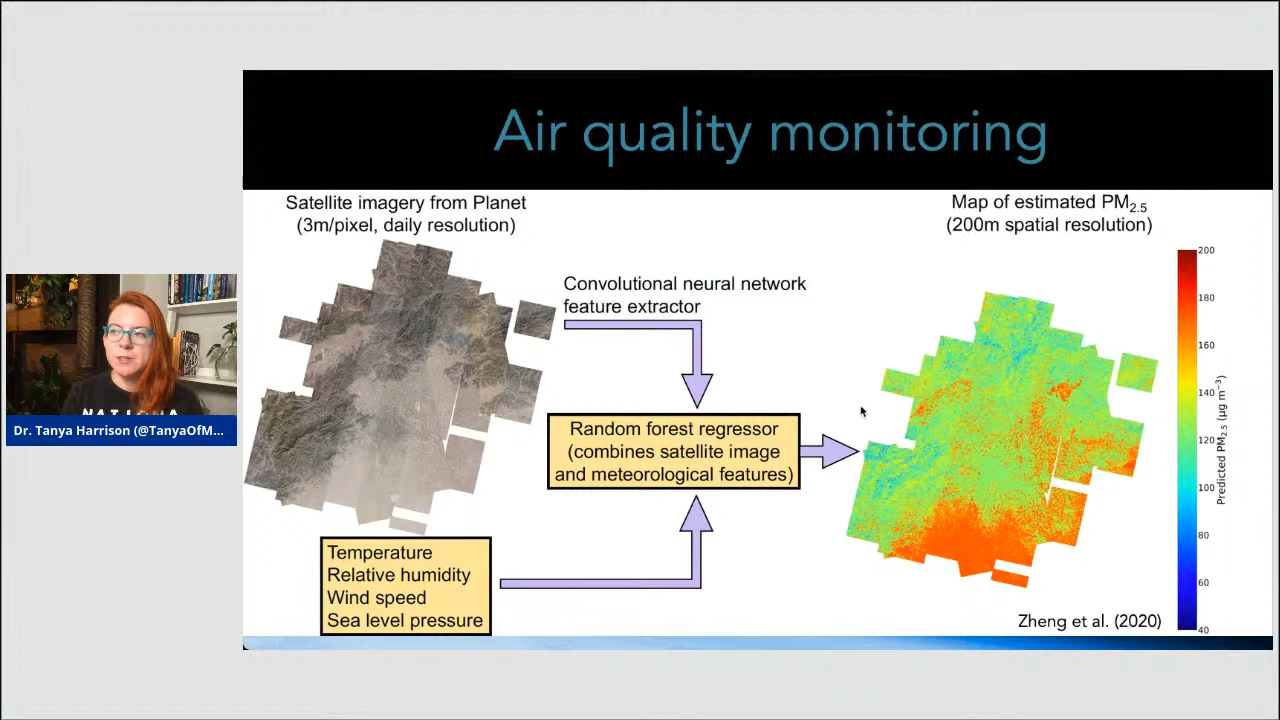 Air quality monitoring
Satellite imagery from Planet
(3m/pixel, daily resolution)
Map of estimated PM2.5
(200m spatial resolution)
Convolutional neural network
feature extractor
Random forest regressor
(combines satellite image
and meteorological features)
Temperature
Relative humidity
Wind speed
Sea level pressure
200
180
160
140
120
100
80
60
40
Predicted PM2.5 (µg m−3)
Zheng et al. (2020)
NATIONA
Dr. Tanya Harrison (@TanyaOfM...